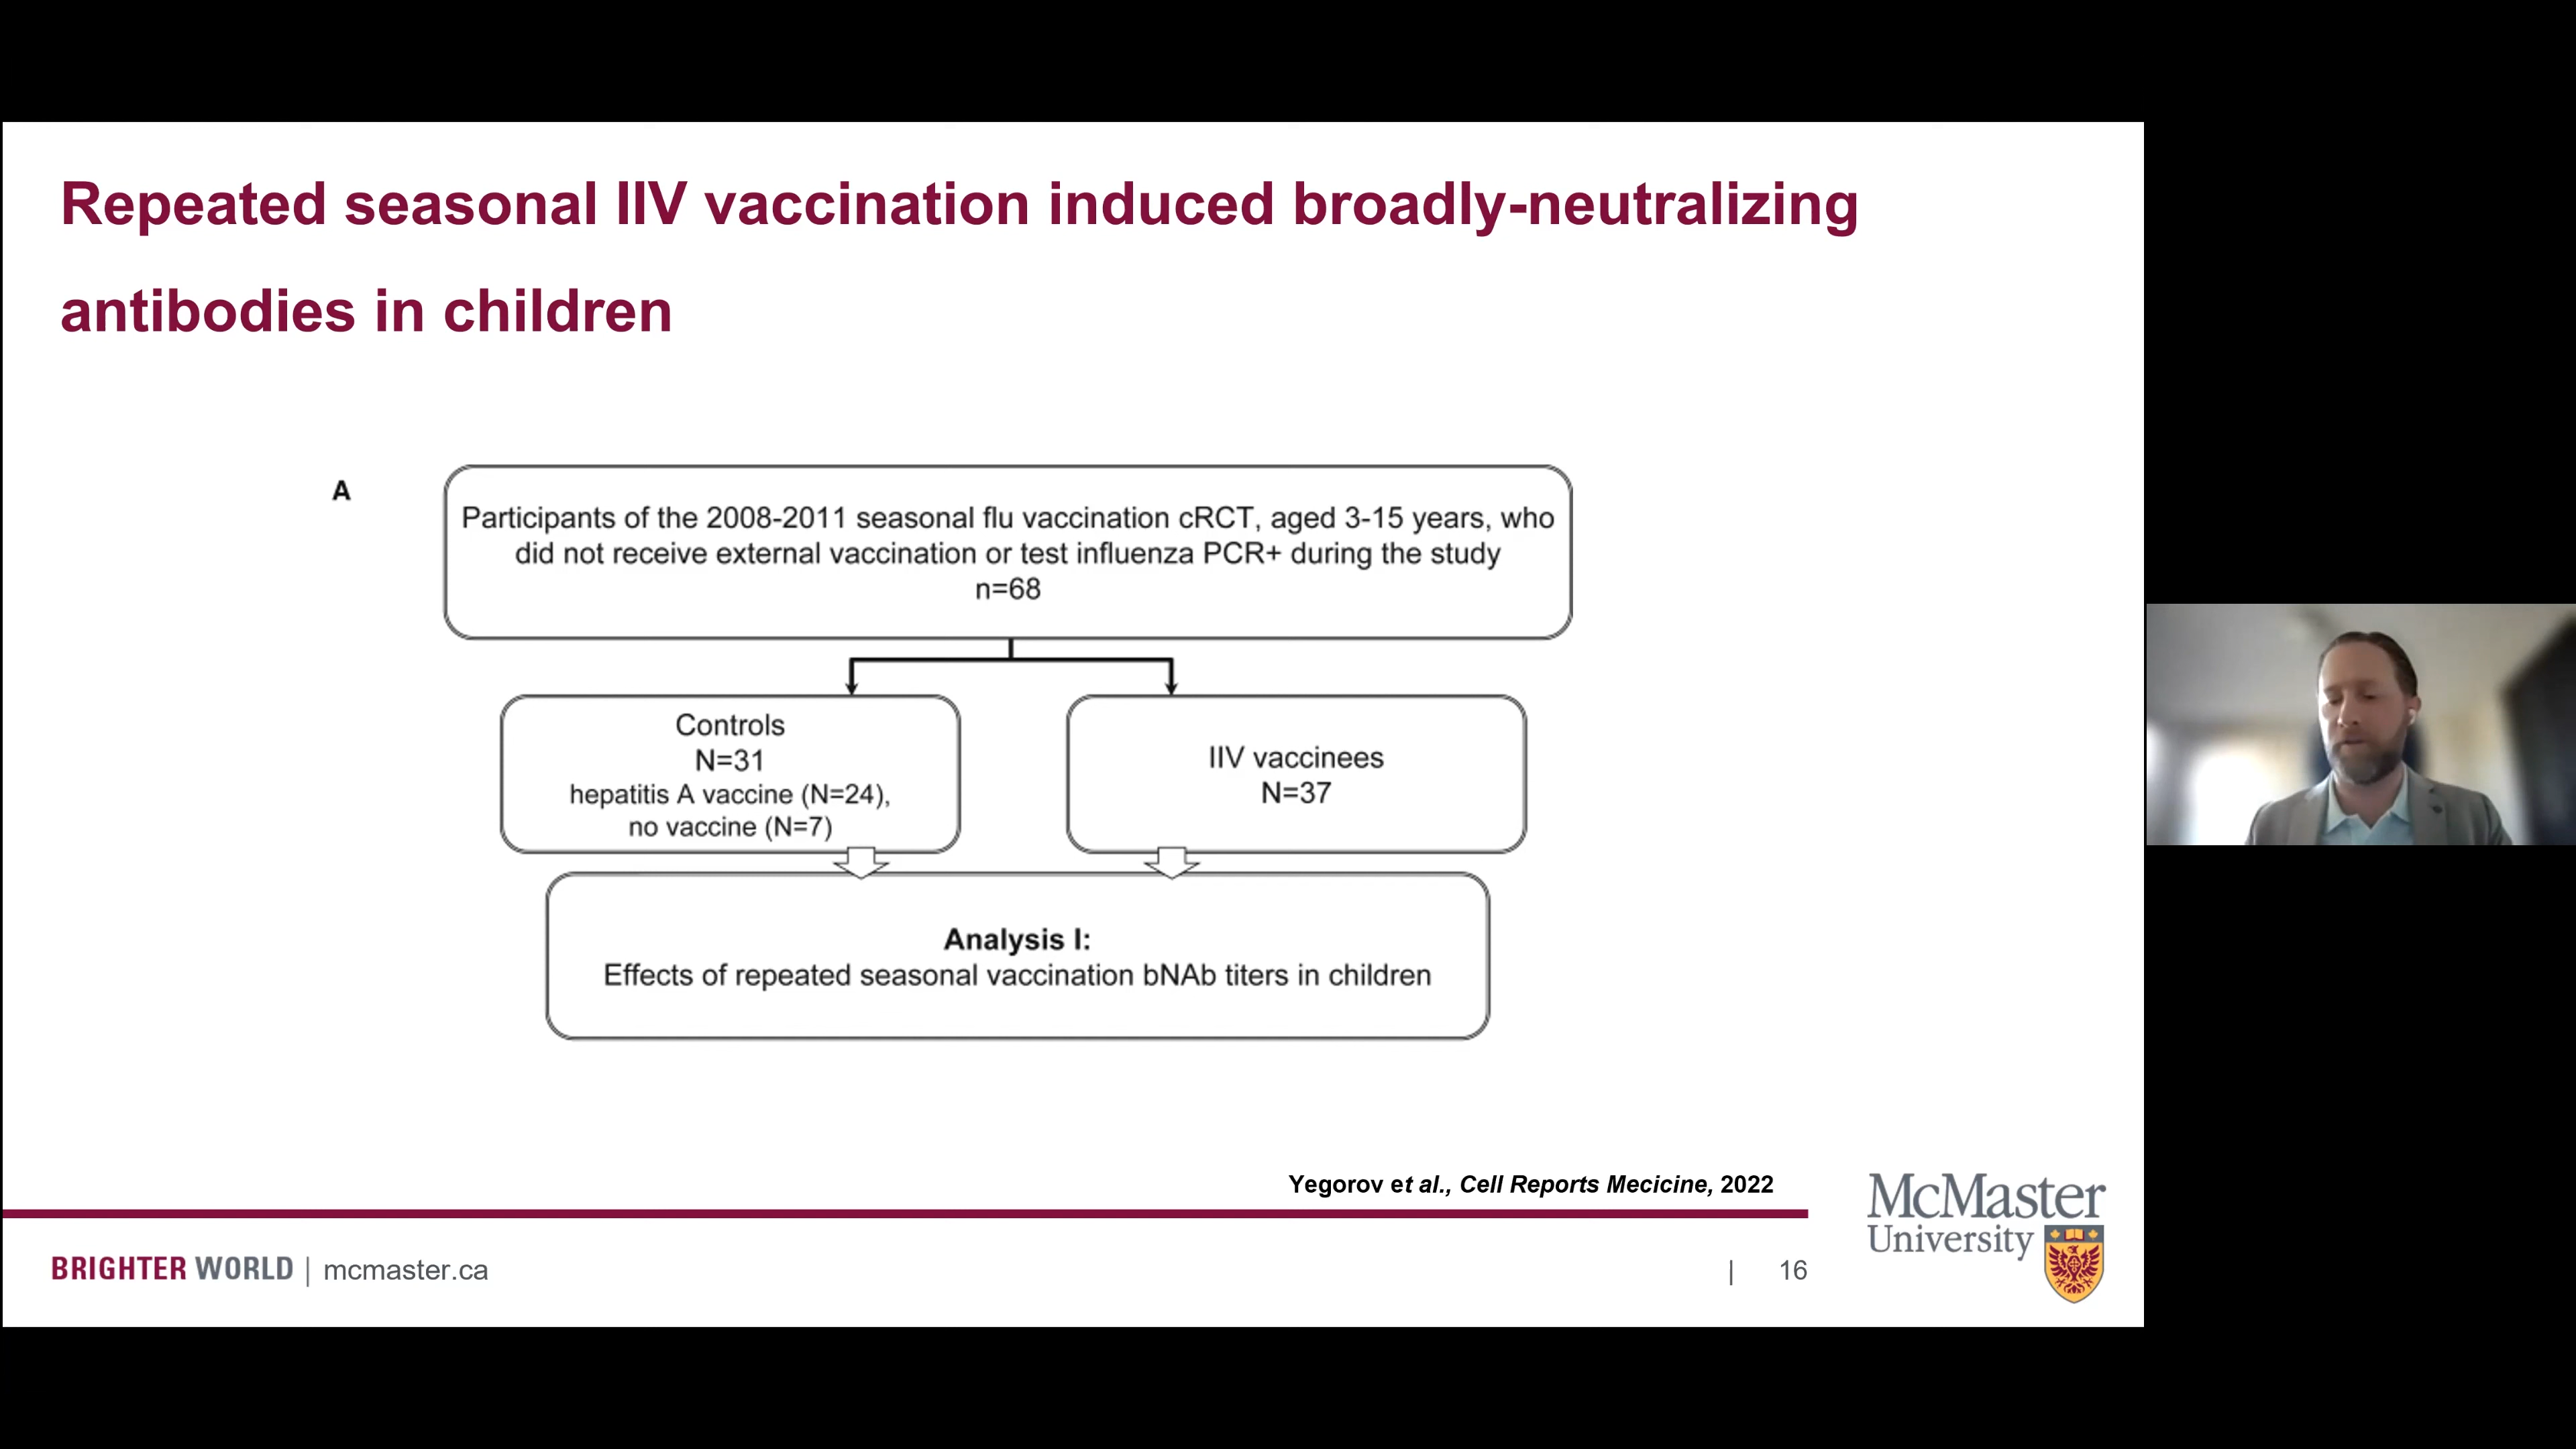 Repeated seasonal IIV vaccination induced broadly-neutralizing
antibodies in children
A
Participants of the 2008-2011 seasonal flu vaccination cRCT, aged 3-15 years, who
did not receive external vaccination or test influenza PCR+ during the study
n=68
Controls
N=31
hepatitis A vaccine (N=24),
no vaccine (N=7)
IIV vaccinees
N=37
Analysis I:
Effects of repeated seasonal vaccination bNAb titers in children
Yegorov et al., Cell Reports Mecicine, 2022
BRIGHTER WORLD | mcmaster.ca
| 16
McMaster
University